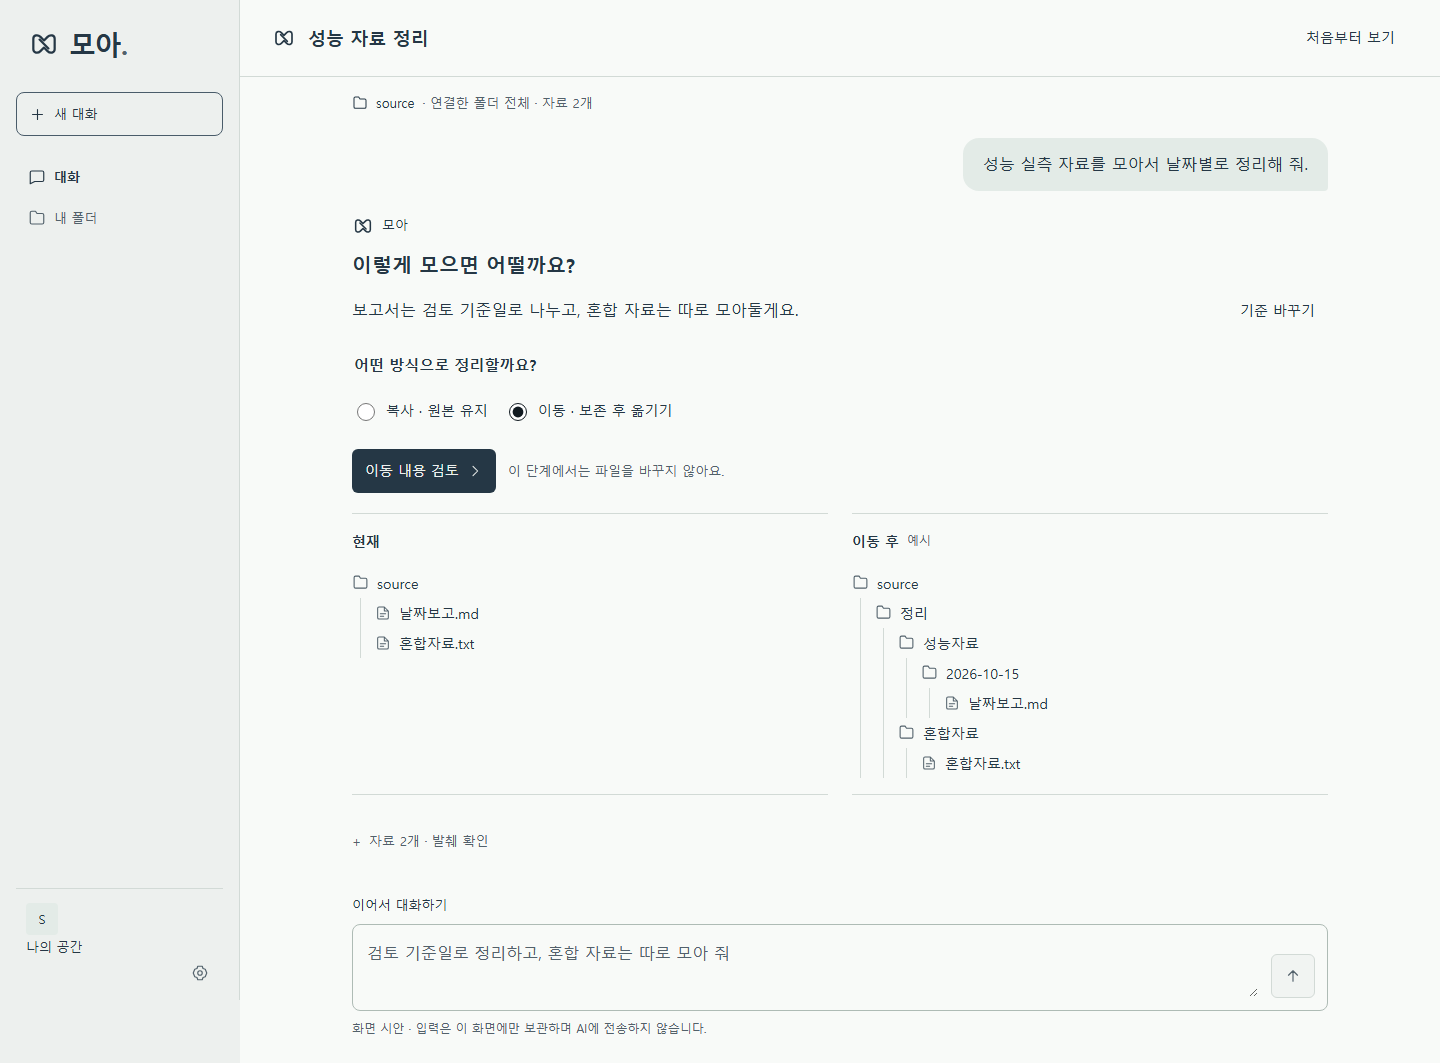 모아.
새 대화
대화
내 폴더
S
나의 공간
성능 자료 정리
처음부터 보기
source · 연결한 폴더 전체 · 자료 2개
성능 실측 자료를 모아서 날짜별로 정리해 줘.
모아
이렇게 모으면 어떨까요?
보고서는 검토 기준일로 나누고, 혼합 자료는 따로 모아둘게요.
기준 바꾸기
어떤 방식으로 정리할까요?
복사 · 원본 유지
이동 · 보존 후 옮기기
이동 내용 검토
이 단계에서는 파일을 바꾸지 않아요.
현재
source
날짜보고.md
혼합자료.txt
이동 후 예시
source
정리
성능자료
2026-10-15
날짜보고.md
혼합자료
혼합자료.txt
+ 자료 2개 · 발췌 확인
이어서 대화하기
검토 기준일로 정리하고, 혼합 자료는 따로 모아 줘
화면 시안 · 입력은 이 화면에만 보관하며 AI에 전송하지 않습니다.